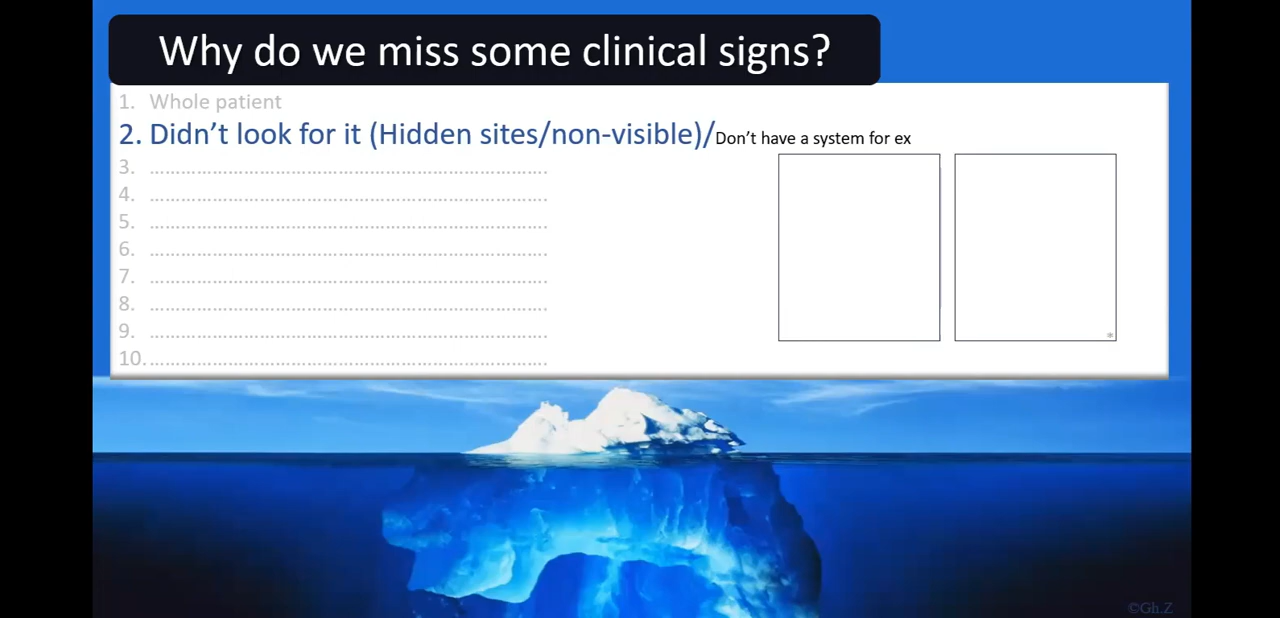 Why do we miss some clinical signs?
1. Whole patient
2. Didn't look for it (Hidden sites/non-visible)/Don't have a system for ex
3. ……………………………………………………………………
4. ……………………………………………………………………
5. ……………………………………………………………………
6. ……………………………………………………………………
7. ……………………………………………………………………
8. ……………………………………………………………………
9. ……………………………………………………………………
10. ……………………………………………………………………
©Gh.Z